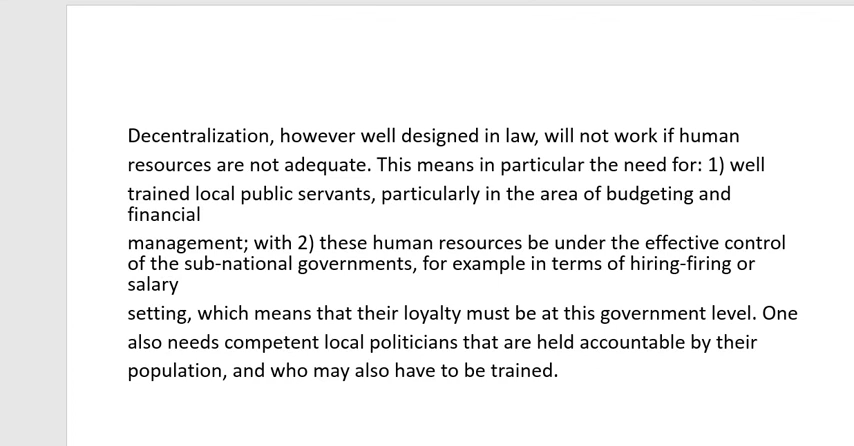 Decentralization, however well designed in law, will not work if human
resources are not adequate. This means in particular the need for: 1) well
trained local public servants, particularly in the area of budgeting and
financial
management; with 2) these human resources be under the effective control
of the sub-national governments, for example in terms of hiring-firing or
salary
setting, which means that their loyalty must be at this government level. One
also needs competent local politicians that are held accountable by their
population, and who may also have to be trained.